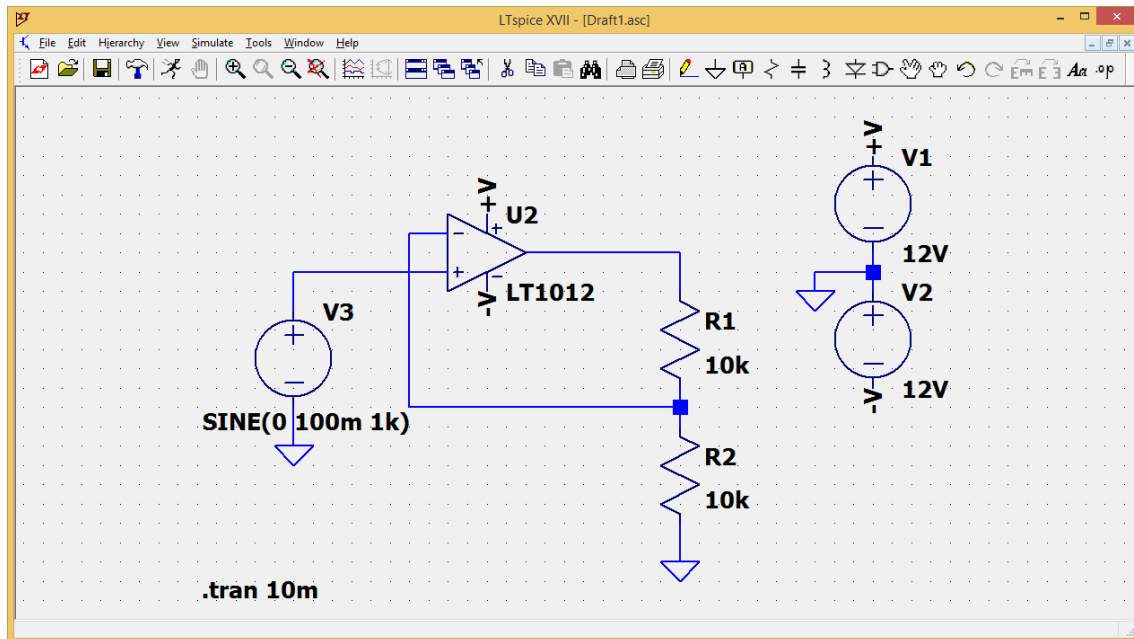 LTspice XVII - [Draft1.asc]
File Edit Hierarchy View Simulate Tools Window Help
Aa .op
+V
V1
12V
+V
U2
LT1012
-V
V2
12V
-V
V3
SINE(0 100m 1k)
R1
10k
R2
10k
.tran 10m